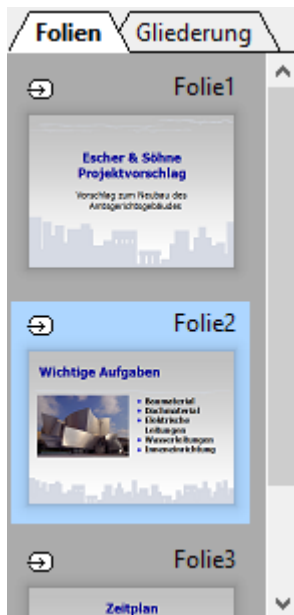 Folien Gliederung
Folie1
Escher & Söhne
Projektvorschlag
Vorschlag zum Neubau des
Amtsgerichtsgebäudes
Folie2
Wichtige Aufgaben
• Baumaterial
• Dachmaterial
• Elektrische
Leitungen
• Wasserleitungen
• Inneneinrichtung
Folie3
Zeitplan